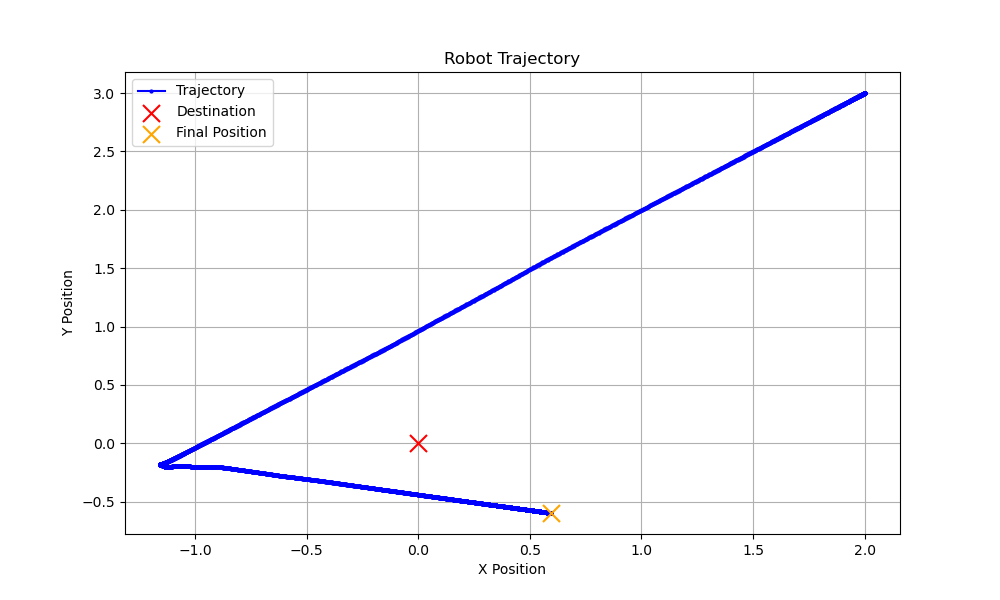 Robot Trajectory
Trajectory
Destination
Final Position
3.0
2.5
2.0
1.5
1.0
0.5
0.0
−0.5
Y Position
−1.0
−0.5
0.0
0.5
1.0
1.5
2.0
X Position